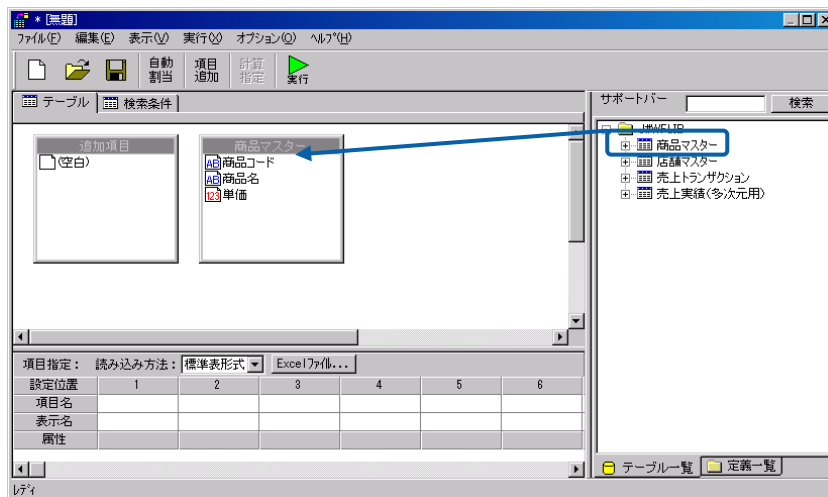 * [無題]
ファイル(F) 編集(E) 表示(V) 実行(X) オプション(O) ヘルプ(H)
自動割当 項目追加 計算指定 実行
テーブル 検索条件
サポートバー 検索
追加項目
(空白)
商品マスター
商品コード
商品名
単価
商品マスター
店舗マスター
売上トランザクション
売上実績(多次元用)
項目指定： 読み込み方法： 標準表形式 Excelファイル...
設定位置 1 2 3 4 5 6
項目名
表示名
属性
テーブル一覧 定義一覧
レディ